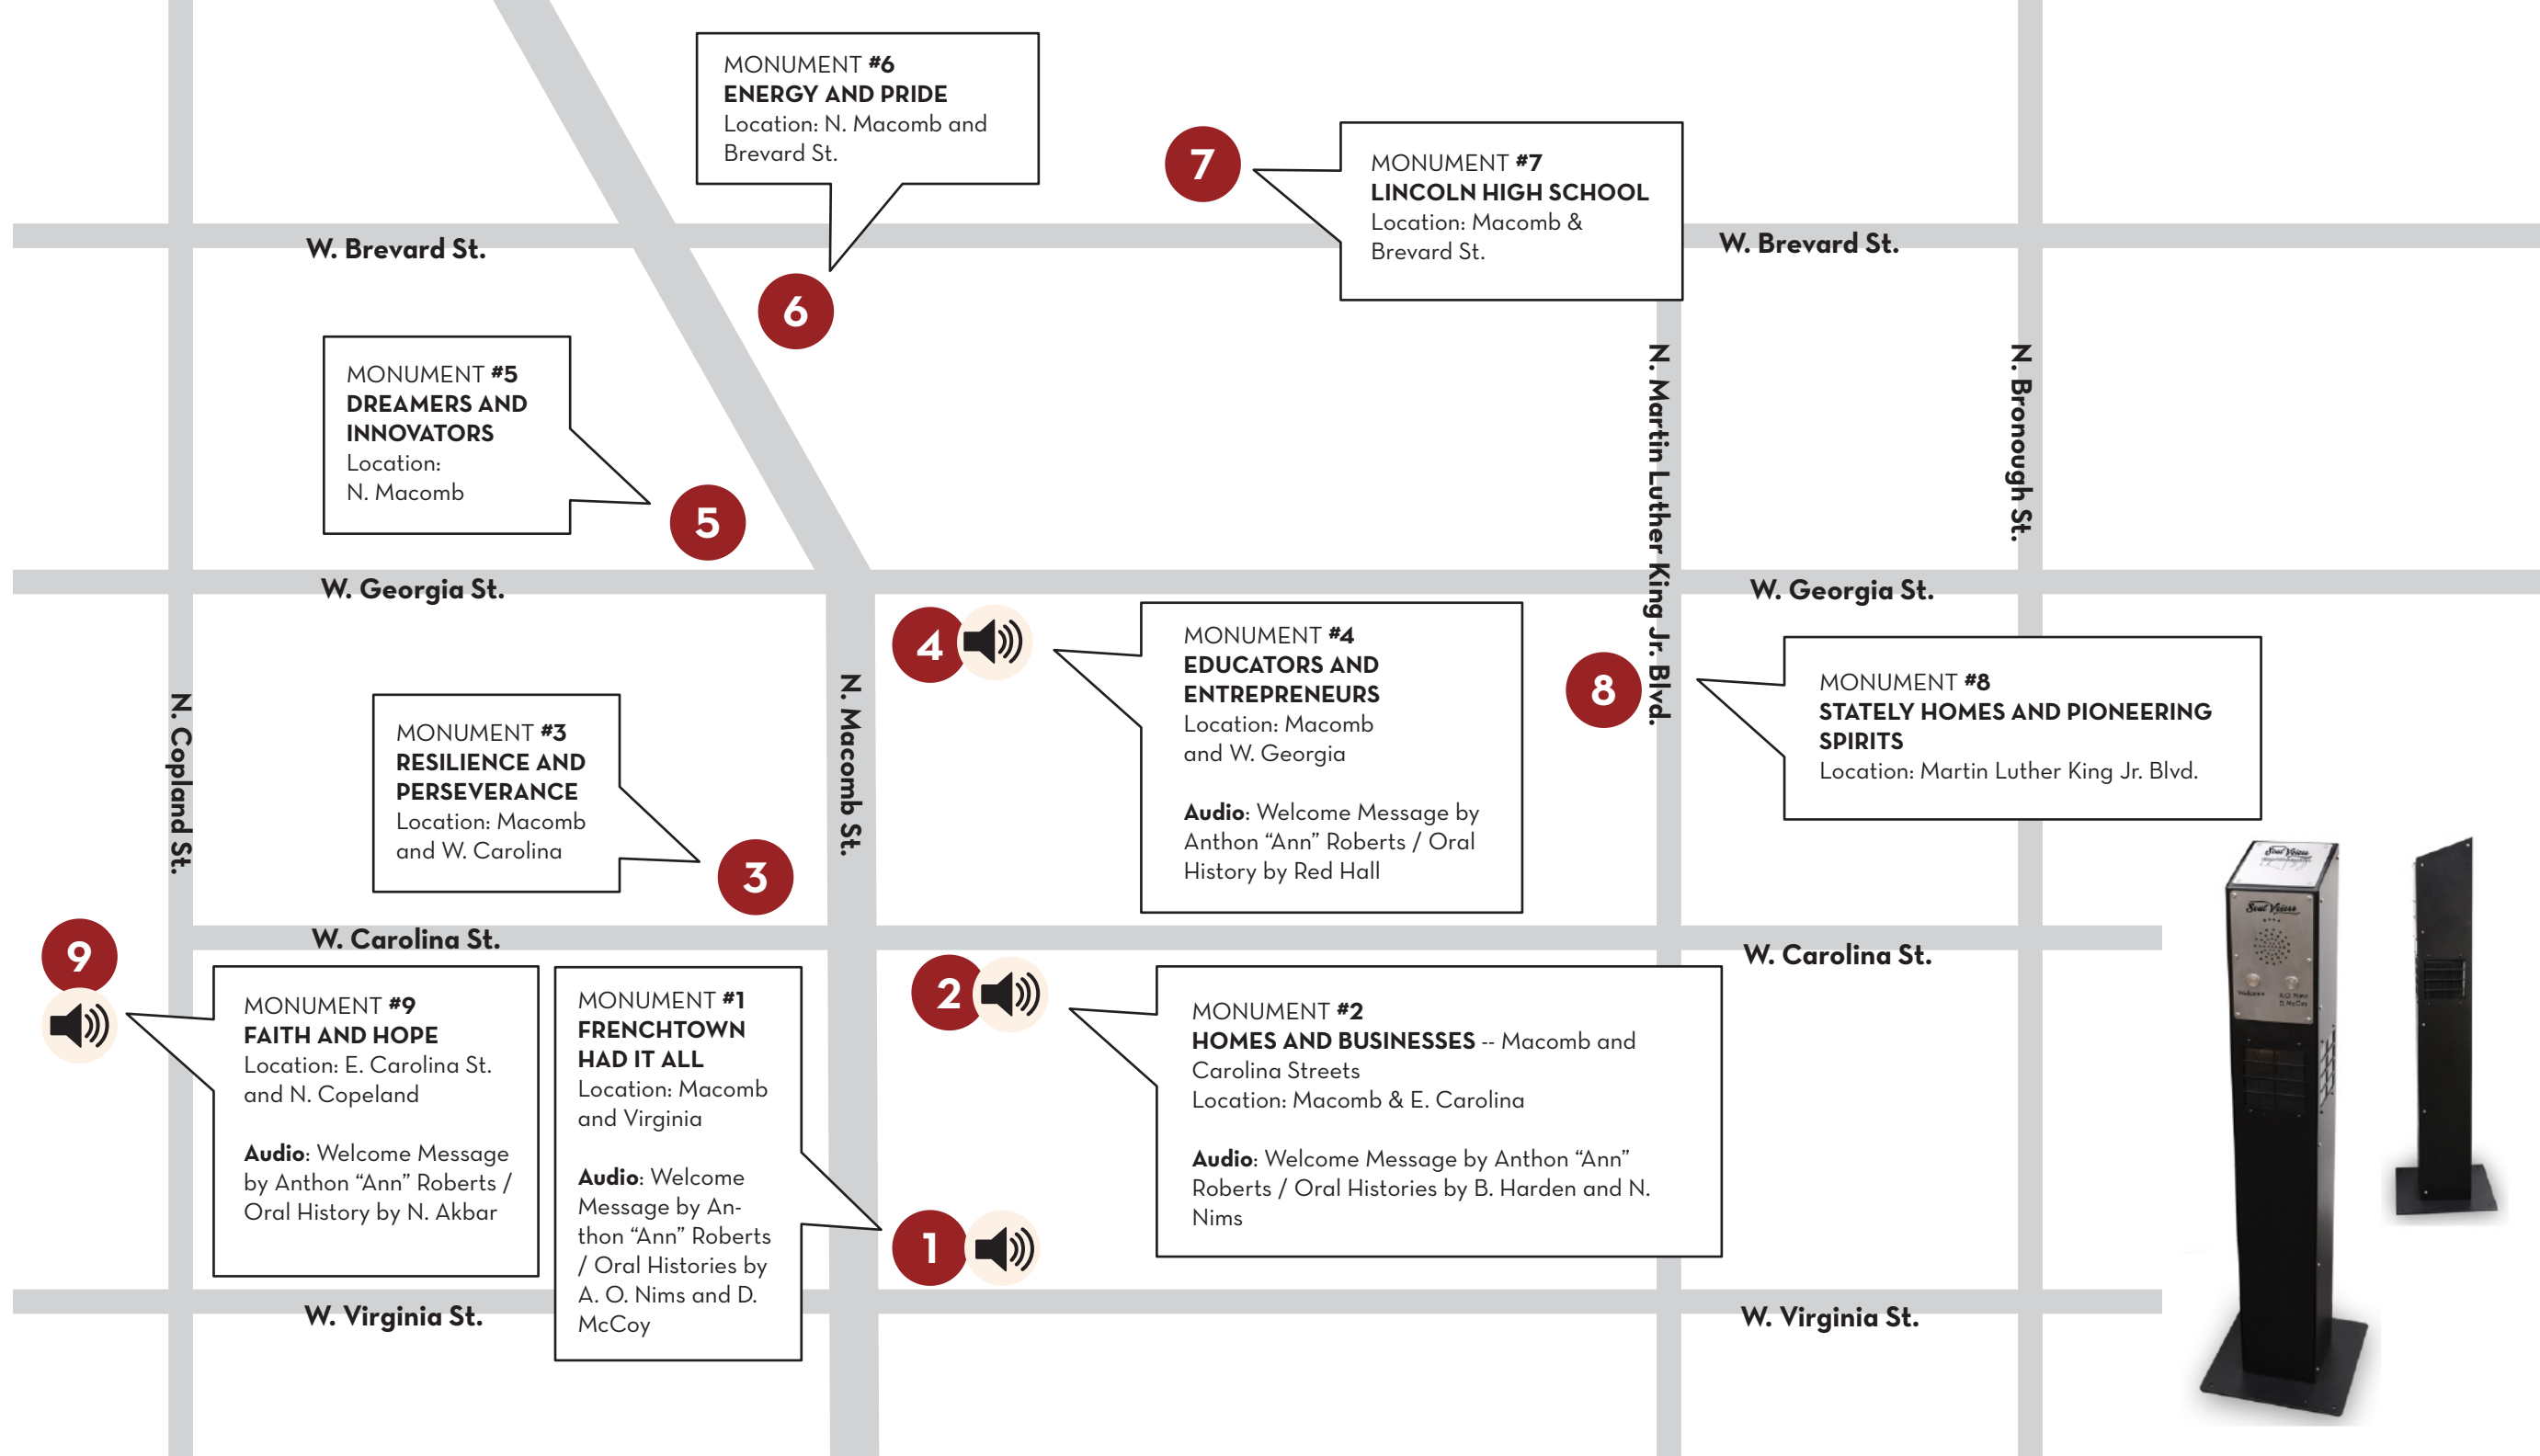 MONUMENT #6
ENERGY AND PRIDE
Location: N. Macomb and
Brevard St.
7
MONUMENT #7
LINCOLN HIGH SCHOOL
Location: Macomb &
Brevard St.
W. Brevard St.
W. Brevard St.
6
MONUMENT #5
DREAMERS AND
INNOVATORS
Location:
N. Macomb
5
N. Martin Luther King Jr. Blvd.
N. Bronough St.
W. Georgia St.
W. Georgia St.
4
MONUMENT #4
EDUCATORS AND
ENTREPRENEURS
Location: Macomb
and W. Georgia
Audio: Welcome Message by
Anthon “Ann” Roberts / Oral
History by Red Hall
8
MONUMENT #8
STATELY HOMES AND PIONEERING
SPIRITS
Location: Martin Luther King Jr. Blvd.
N. Copland St.
MONUMENT #3
RESILIENCE AND
PERSEVERANCE
Location: Macomb
and W. Carolina
3
N. Macomb St.
9
W. Carolina St.
W. Carolina St.
MONUMENT #9
FAITH AND HOPE
Location: E. Carolina St.
and N. Copeland
Audio: Welcome Message
by Anthon “Ann” Roberts /
Oral History by N. Akbar
MONUMENT #1
FRENCHTOWN
HAD IT ALL
Location: Macomb
and Virginia
Audio: Welcome
Message by An-
thon “Ann” Roberts
/ Oral Histories by
A. O. Nims and D.
McCoy
1
2
MONUMENT #2
HOMES AND BUSINESSES -- Macomb and
Carolina Streets
Location: Macomb & E. Carolina
Audio: Welcome Message by Anthon “Ann”
Roberts / Oral Histories by B. Harden and N.
Nims
W. Virginia St.
W. Virginia St.
Soul Voices
Soul Voices
Welcome
A.O. Nims
D. McCoy